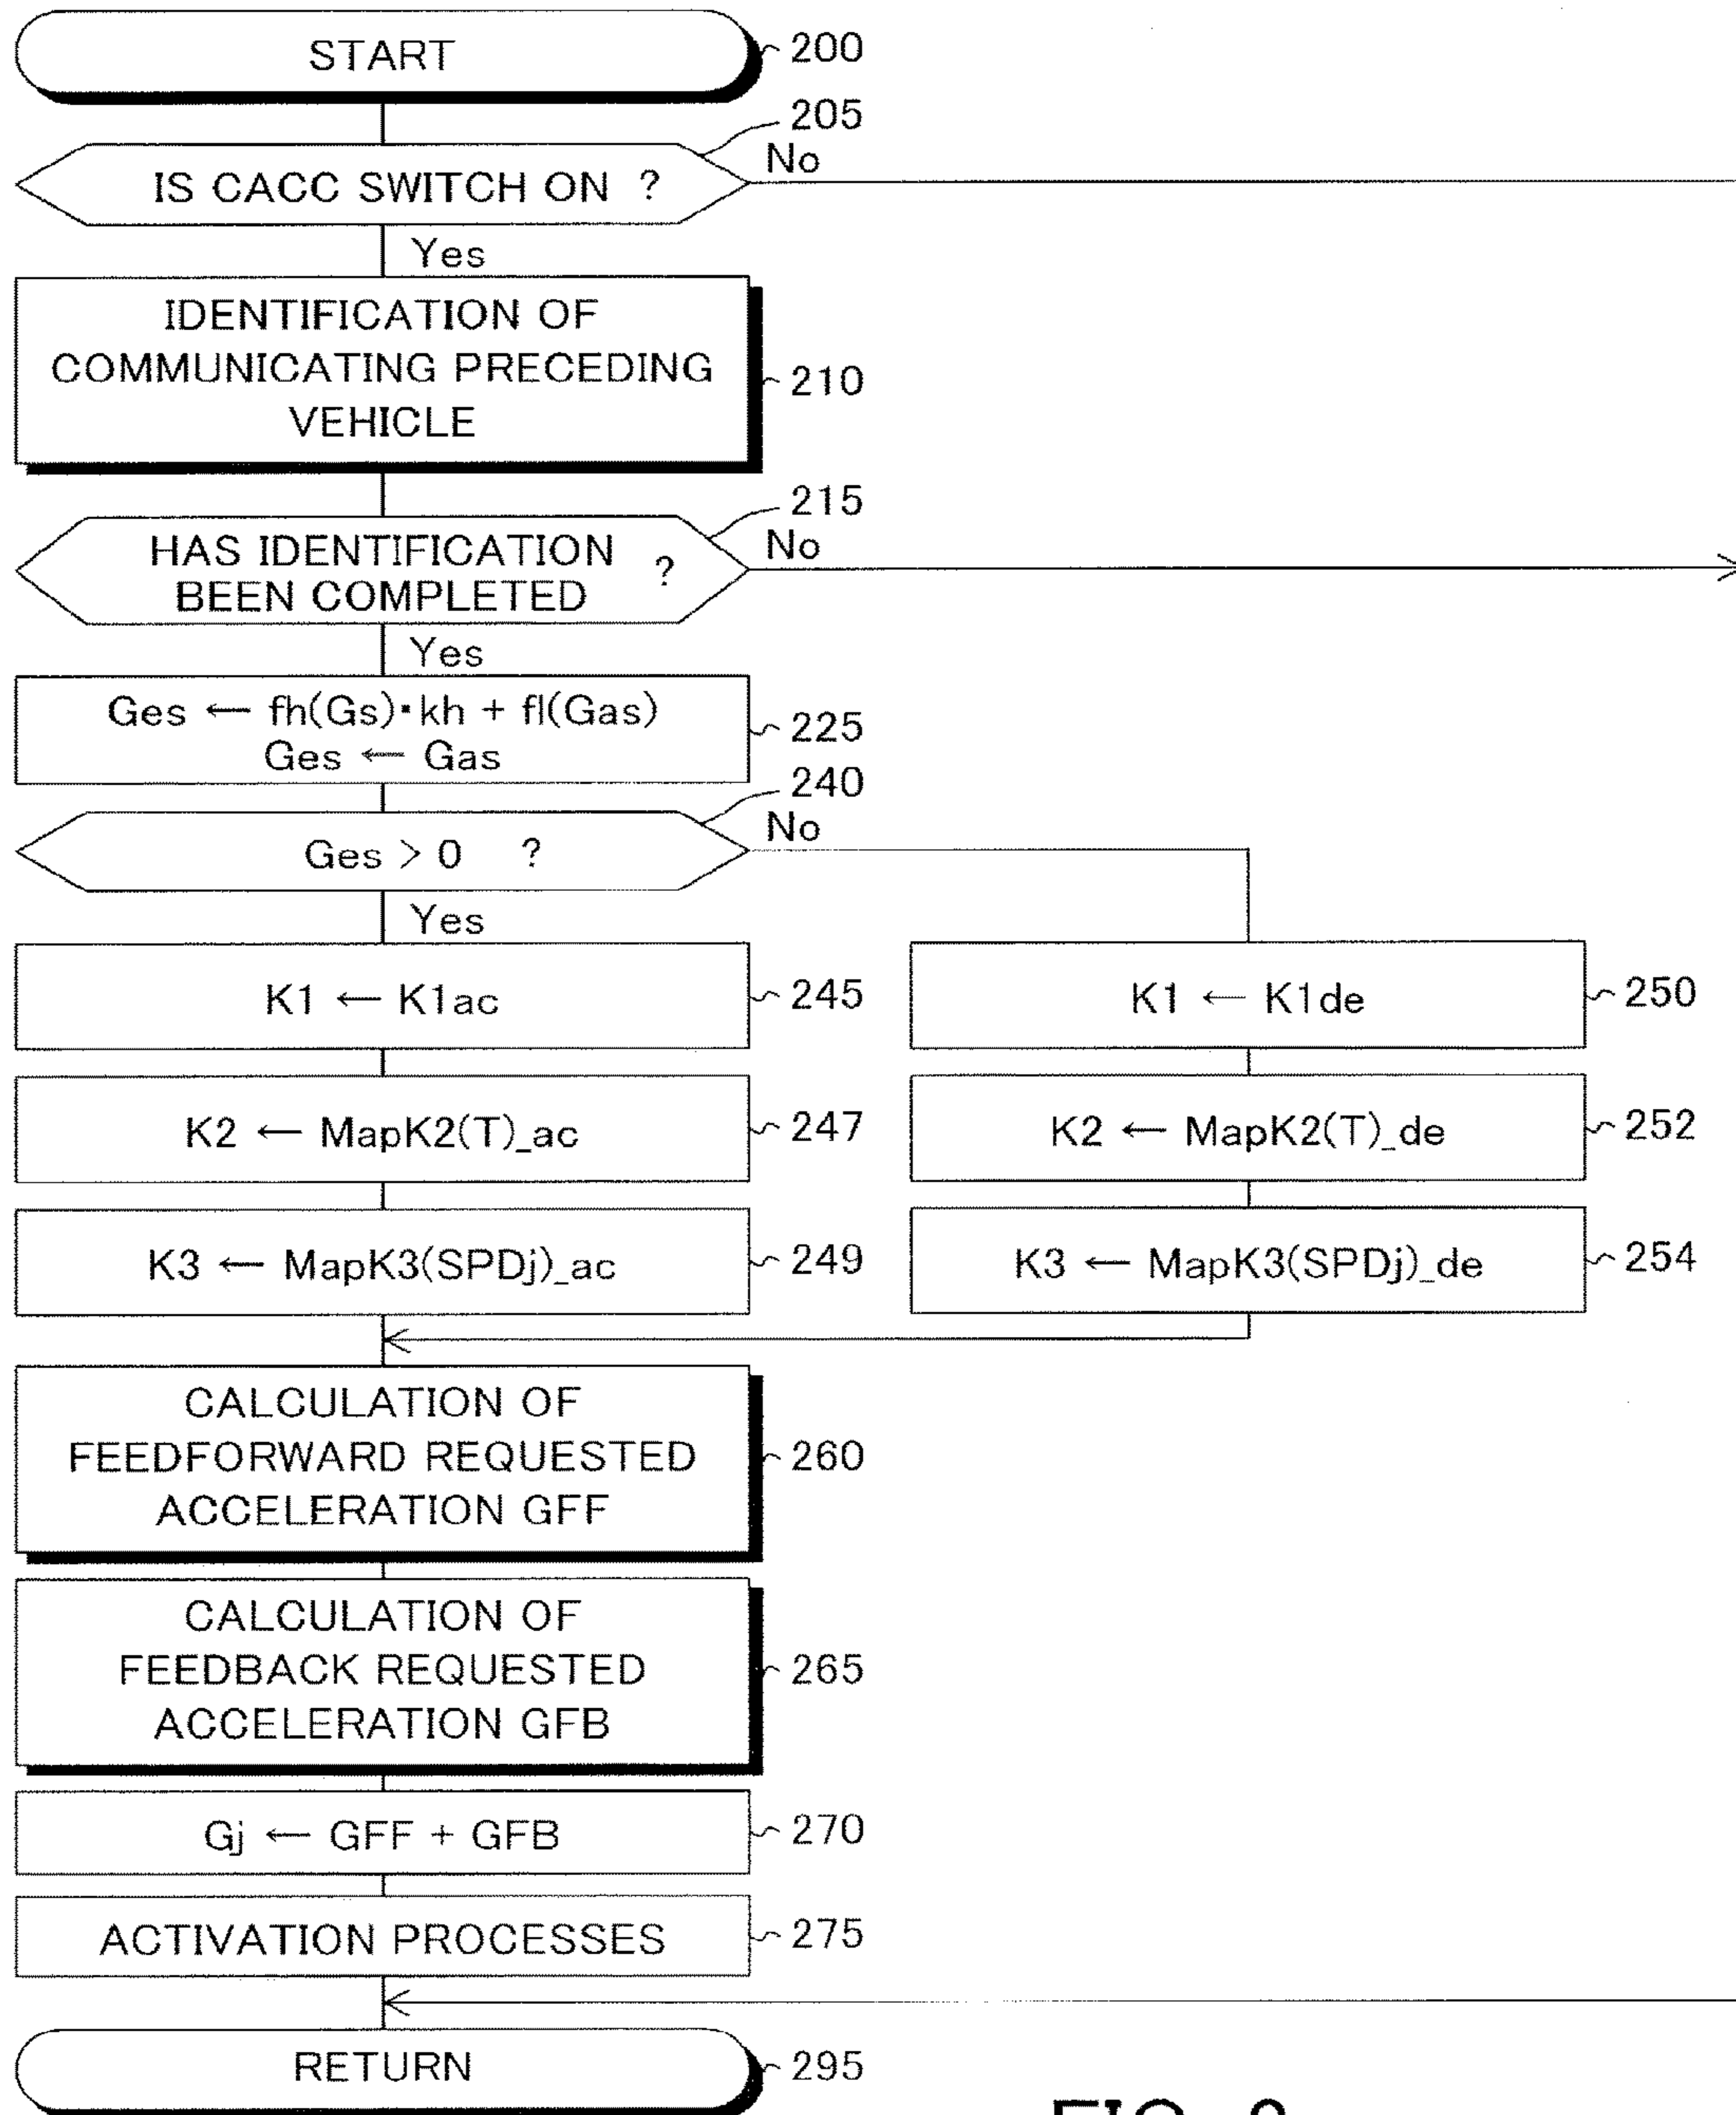 START
200
205
IS CACC SWITCH ON ?
No
Yes
IDENTIFICATION OF
COMMUNICATING PRECEDING
VEHICLE
210
215
HAS IDENTIFICATION
BEEN COMPLETED ?
No
Yes
Ges ← fh(Gs)·kh + fl(Gas)
Ges ← Gas
225
240
Ges > 0 ?
No
Yes
K1 ← K1ac
245
K1 ← K1de
250
K2 ← MapK2(T)_ac
247
K2 ← MapK2(T)_de
252
K3 ← MapK3(SPDj)_ac
249
K3 ← MapK3(SPDj)_de
254
CALCULATION OF
FEEDFORWARD REQUESTED
ACCELERATION GFF
260
CALCULATION OF
FEEDBACK REQUESTED
ACCELERATION GFB
265
Gj ← GFF + GFB
270
ACTIVATION PROCESSES
275
RETURN
295